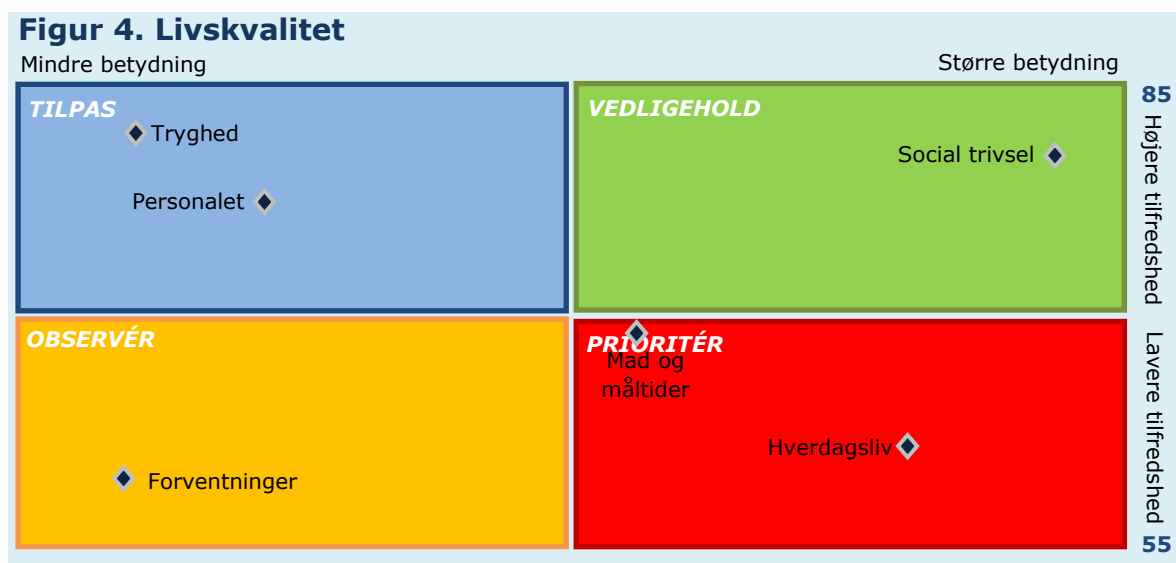 Figur 4. Livskvalitet
Mindre betydning
Større betydning
TILPAS
VEDLIGEHOLD
85
Tryghed
Social trivsel
Personalet
Højere tilfredshed
OBSERVÉR
PRIORITÉR
Mad og
måltider
Hverdagsliv
Forventninger
Lavere tilfredshed
55